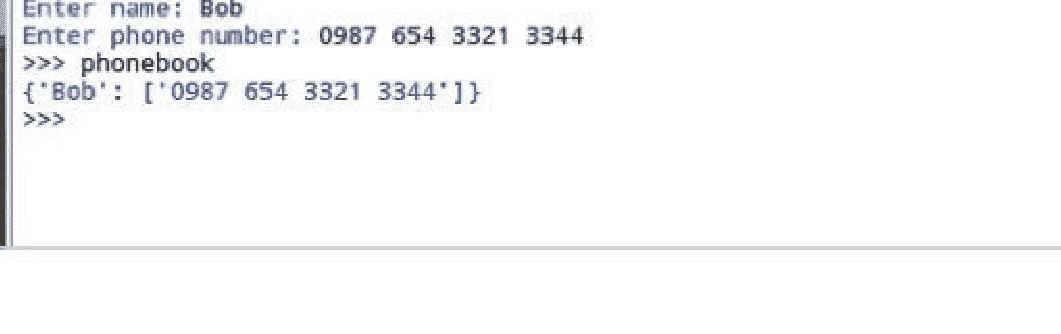 Enter name: Bob
Enter phone number: 0987 654 3321 3344
>>> phonebook
{'Bob': ['0987 654 3321 3344']}
>>>